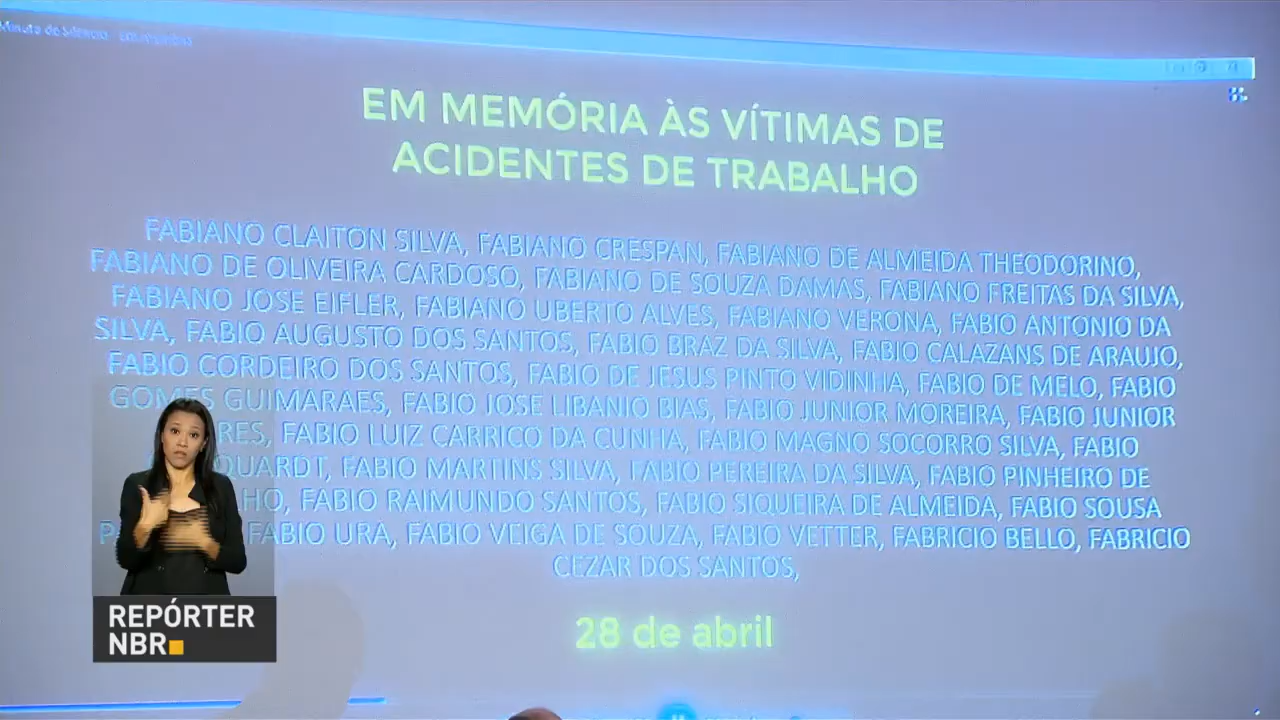 Minuto de Silêncio
EM MEMÓRIA ÀS VÍTIMAS DE
ACIDENTES DE TRABALHO
FABIANO CLAITON SILVA, FABIANO CRESPAN, FABIANO DE ALMEIDA THEODORINO,
FABIANO DE OLIVEIRA CARDOSO, FABIANO DE SOUZA DAMAS, FABIANO FREITAS DA SILVA,
FABIANO JOSE EIFLER, FABIANO UBERTO ALVES, FABIANO VERONA, FABIO ANTONIO DA
SILVA, FABIO AUGUSTO DOS SANTOS, FABIO BRAZ DA SILVA, FABIO CALAZANS DE ARAUJO,
FABIO CORDEIRO DOS SANTOS, FABIO DE JESUS PINTO VIDINHA, FABIO DE MELO, FABIO
GOMES GUIMARAES, FABIO JOSE LIBANIO BIAS, FABIO JUNIOR MOREIRA, FABIO JUNIOR
RES, FABIO LUIZ CARRICO DA CUNHA, FABIO MAGNO SOCORRO SILVA, FABIO
QUARDT, FABIO MARTINS SILVA, FABIO PEREIRA DA SILVA, FABIO PINHEIRO DE
LHO, FABIO RAIMUNDO SANTOS, FABIO SIQUEIRA DE ALMEIDA, FABIO SOUSA
FABIO URA, FABIO VEIGA DE SOUZA, FABIO VETTER, FABRICIO BELLO, FABRICIO
CEZAR DOS SANTOS,
28 de abril
REPÓRTER
NBR